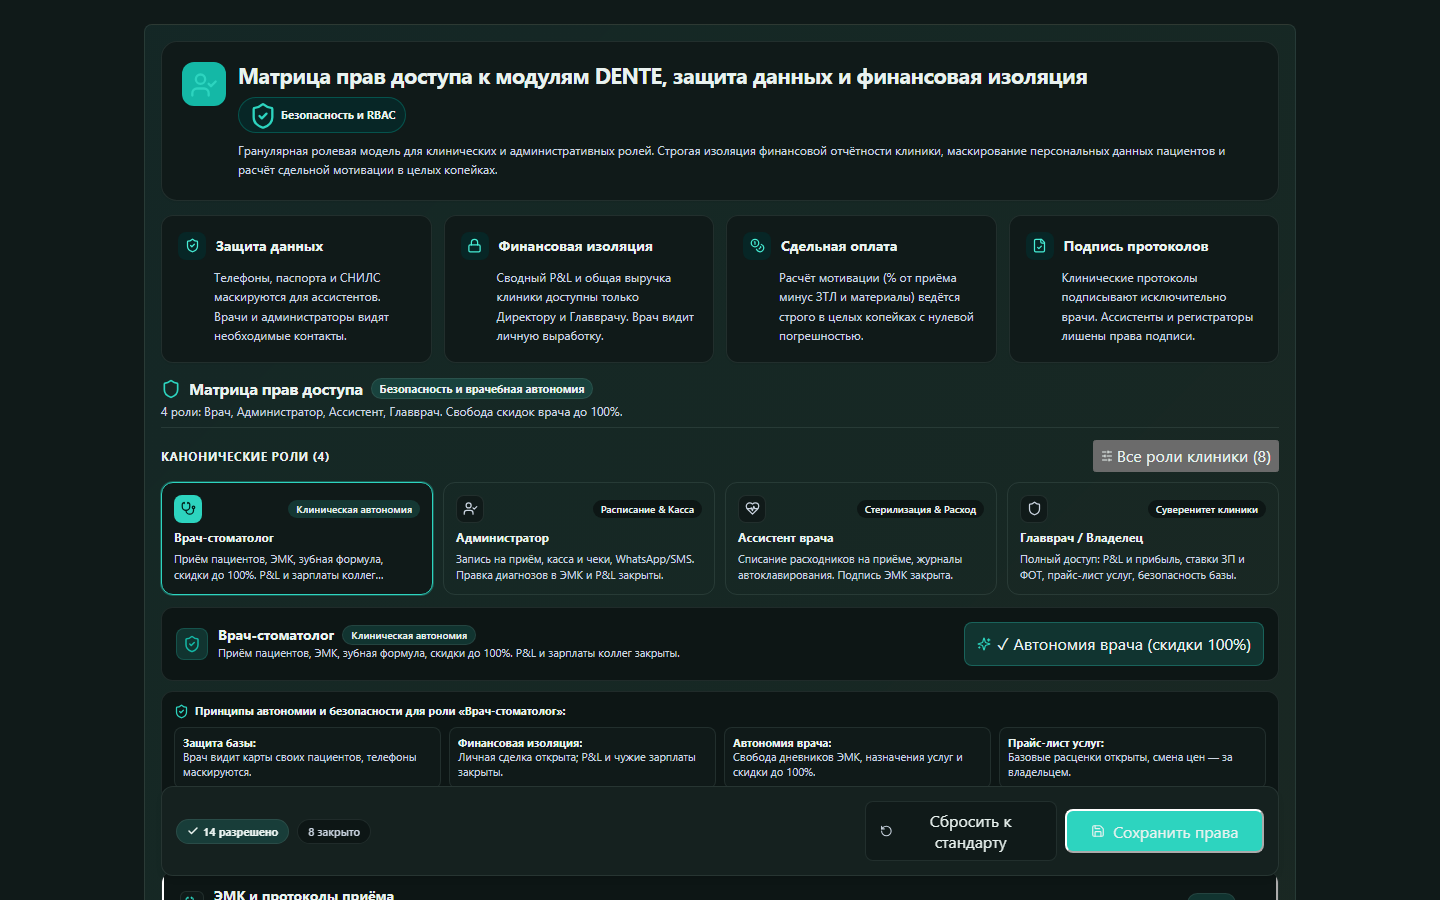 Матрица прав доступа к модулям DENTE, защита данных и финансовая изоляция
Безопасность и RBAC
Гранулярная ролевая модель для клинических и административных ролей. Строгая изоляция финансовой отчётности клиники, маскирование персональных данных пациентов и
расчёт сдельной мотивации в целых копейках.
Защита данных
Телефоны, паспорта и СНИЛС
маскируются для ассистентов.
Врачи и администраторы видят
необходимые контакты.
Финансовая изоляция
Сводный P&L и общая выручка
клиники доступны только
Директору и Главврачу. Врач видит
личную выработку.
Сдельная оплата
Расчёт мотивации (% от приёма
минус ЗТЛ и материалы) ведётся
строго в целых копейках с нулевой
погрешностью.
Подпись протоколов
Клинические протоколы
подписывают исключительно
врачи. Ассистенты и регистраторы
лишены права подписи.
Матрица прав доступа
Безопасность и врачебная автономия
4 роли: Врач, Администратор, Ассистент, Главврач. Свобода скидок врача до 100%.
КАНОНИЧЕСКИЕ РОЛИ (4)
Все роли клиники (8)
Клиническая автономия
Врач-стоматолог
Приём пациентов, ЭМК, зубная формула,
скидки до 100%. P&L и зарплаты коллег...
Расписание & Касса
Администратор
Запись на приём, касса и чеки, WhatsApp/SMS.
Правка диагнозов в ЭМК и P&L закрыты.
Стерилизация & Расход
Ассистент врача
Списание расходников на приёме, журналы
автоклавирования. Подпись ЭМК закрыта.
Суверенитет клиники
Главврач / Владелец
Полный доступ: P&L и прибыль, ставки ЗП и
ФОТ, прайс-лист услуг, безопасность базы.
Врач-стоматолог
Клиническая автономия
Приём пациентов, ЭМК, зубная формула, скидки до 100%. P&L и зарплаты коллег закрыты.
✓ Автономия врача (скидки 100%)
Принципы автономии и безопасности для роли «Врач-стоматолог»:
Защита базы:
Врач видит карты своих пациентов, телефоны
маскируются.
Финансовая изоляция:
Личная сделка открыта; P&L и чужие зарплаты
закрыты.
Автономия врача:
Свобода дневников ЭМК, назначения услуг и
скидки до 100%.
Прайс-лист услуг:
Базовые расценки открыты, смена цен — за
владельцем.
14 разрешено
8 закрыто
Сбросить к
стандарту
Сохранить права
ЭМК и протоколы приёма